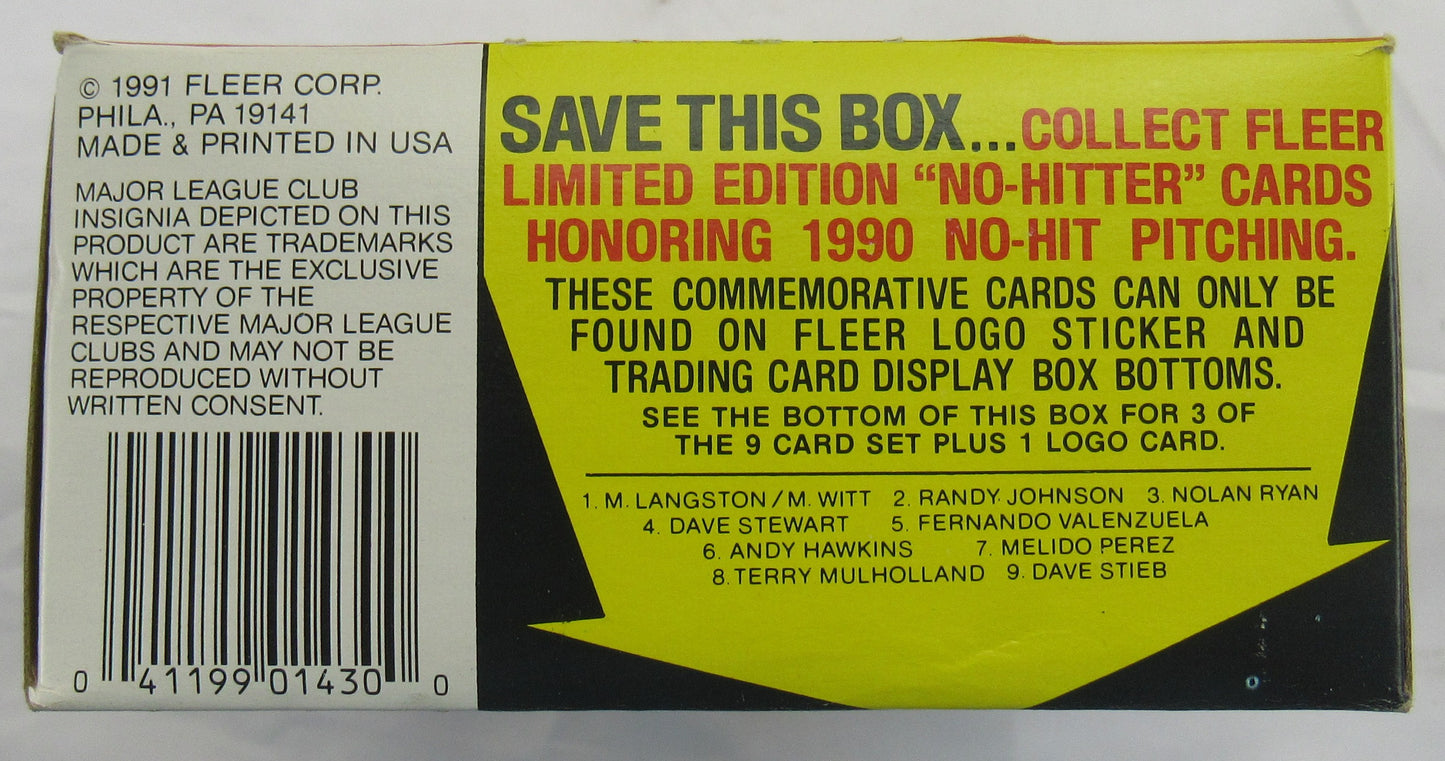 © 1991 FLEER CORP.
PHILA., PA 19141
MADE & PRINTED IN USA
MAJOR LEAGUE CLUB
INSIGNIA DEPICTED ON THIS
PRODUCT ARE TRADEMARKS
WHICH ARE THE EXCLUSIVE
PROPERTY OF THE
RESPECTIVE MAJOR LEAGUE
CLUBS AND MAY NOT BE
REPRODUCED WITHOUT
WRITTEN CONSENT.
0 41199 01430 0
SAVE THIS BOX...COLLECT FLEER
LIMITED EDITION “NO-HITTER” CARDS
HONORING 1990 NO-HIT PITCHING.
THESE COMMEMORATIVE CARDS CAN ONLY BE
FOUND ON FLEER LOGO STICKER AND
TRADING CARD DISPLAY BOX BOTTOMS.
SEE THE BOTTOM OF THIS BOX FOR 3 OF
THE 9 CARD SET PLUS 1 LOGO CARD.
1. M. LANGSTON / M. WITT 2. RANDY JOHNSON 3. NOLAN RYAN
4. DAVE STEWART 5. FERNANDO VALENZUELA
6. ANDY HAWKINS 7. MELIDO PEREZ
8. TERRY MULHOLLAND 9. DAVE STIEB